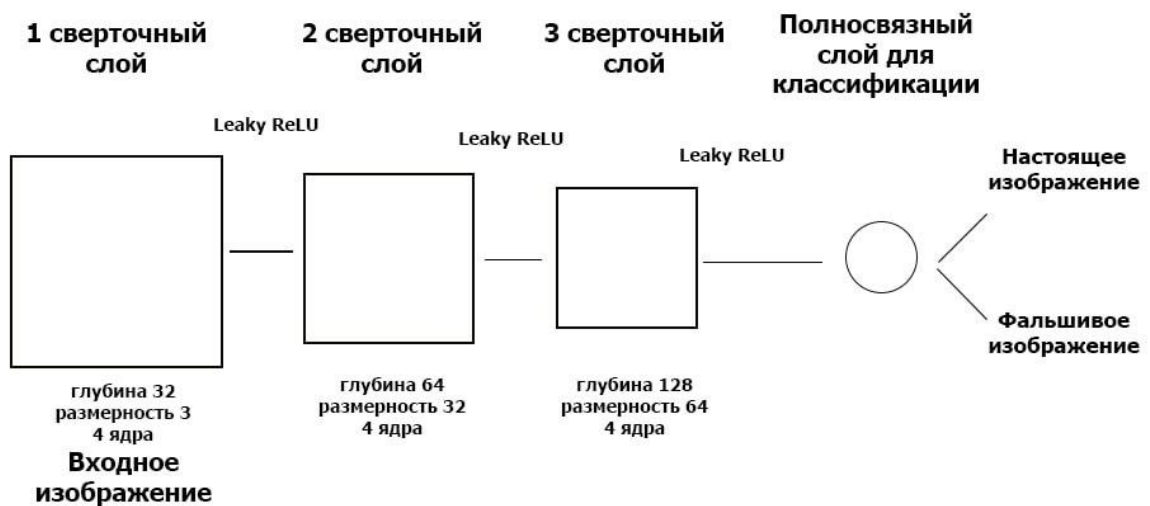 1 сверточный
слой
2 сверточный
слой
3 сверточный
слой
Полносвязный
слой для
классификации
Leaky ReLU
Leaky ReLU
Leaky ReLU
Настоящее
изображение
Фальшивое
изображение
глубина 32
размерность 3
4 ядра
Входное
изображение
глубина 64
размерность 32
4 ядра
глубина 128
размерность 64
4 ядра